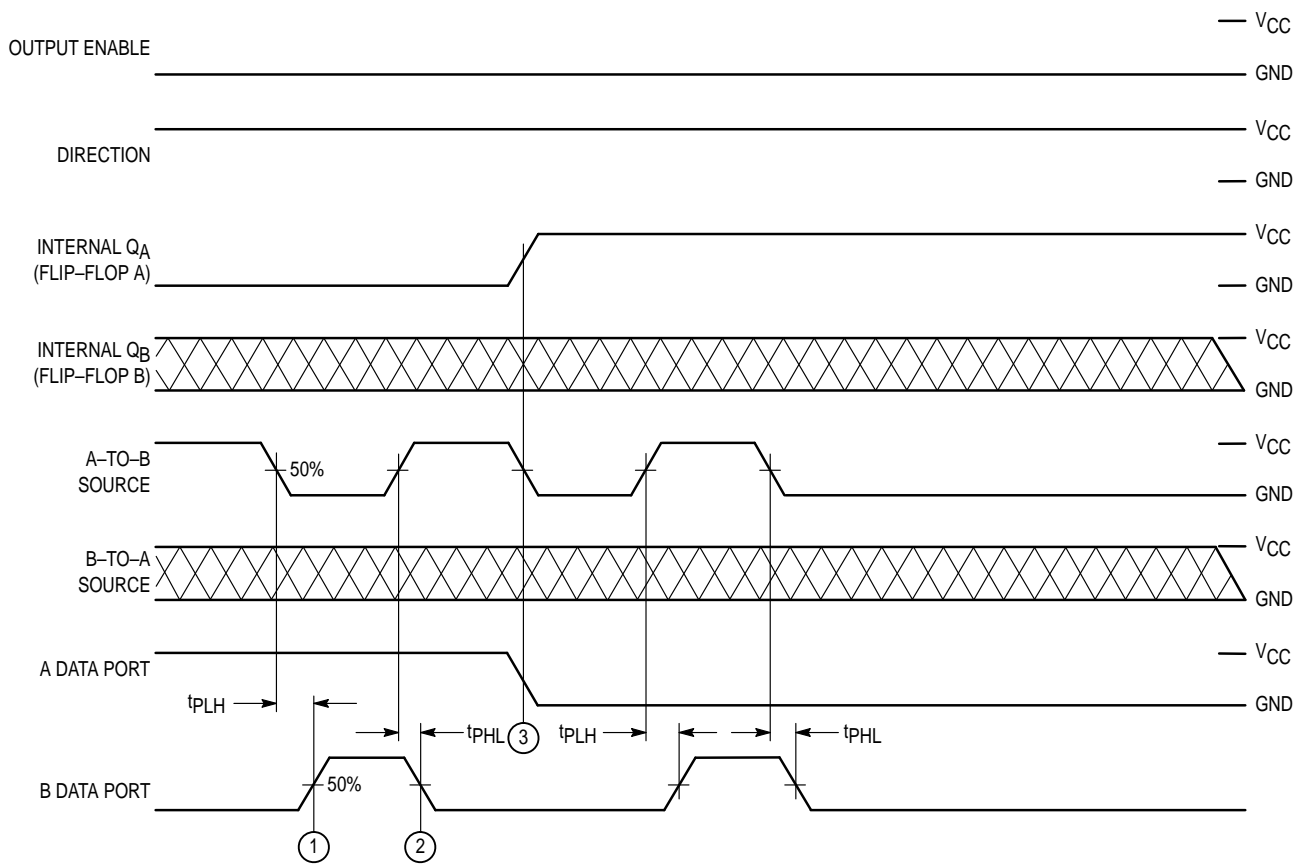 VCC
OUTPUT ENABLE
GND
VCC
DIRECTION
GND
INTERNAL QA
(FLIP–FLOP A)
VCC
GND
INTERNAL QB
(FLIP–FLOP B)
VCC
GND
A–TO–B
SOURCE
50%
VCC
GND
B–TO–A
SOURCE
VCC
GND
A DATA PORT
VCC
GND
tPLH
tPHL
3
tPLH
tPHL
B DATA PORT
50%
1
2